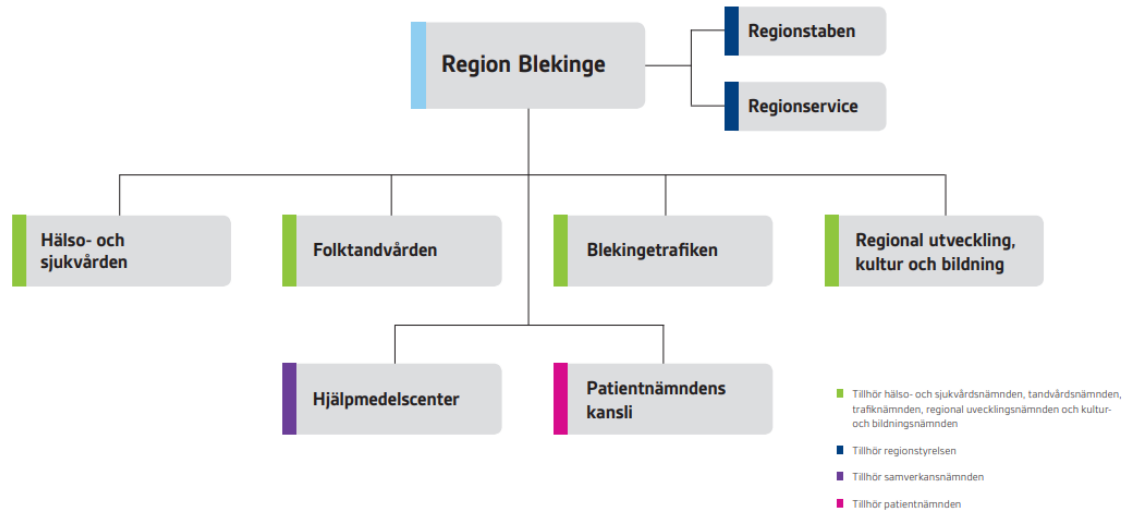 Region Blekinge
Regionstaben
Regionservice
Hälso- och
sjukvården
Folktandvården
Blekingetrafiken
Regional utveckling,
kultur och bildning
Hjälpmedelscenter
Patientnämndens
kansli
Tillhör hälso- och sjukvårdsnämnden, tandvårdsnämnden,
trafiknämnden, regional uvecklingsnämnden och kultur-
och bildningsnämnden
Tillhör regionstyrelsen
Tillhör samverkansnämnden
Tillhör patientnämnden